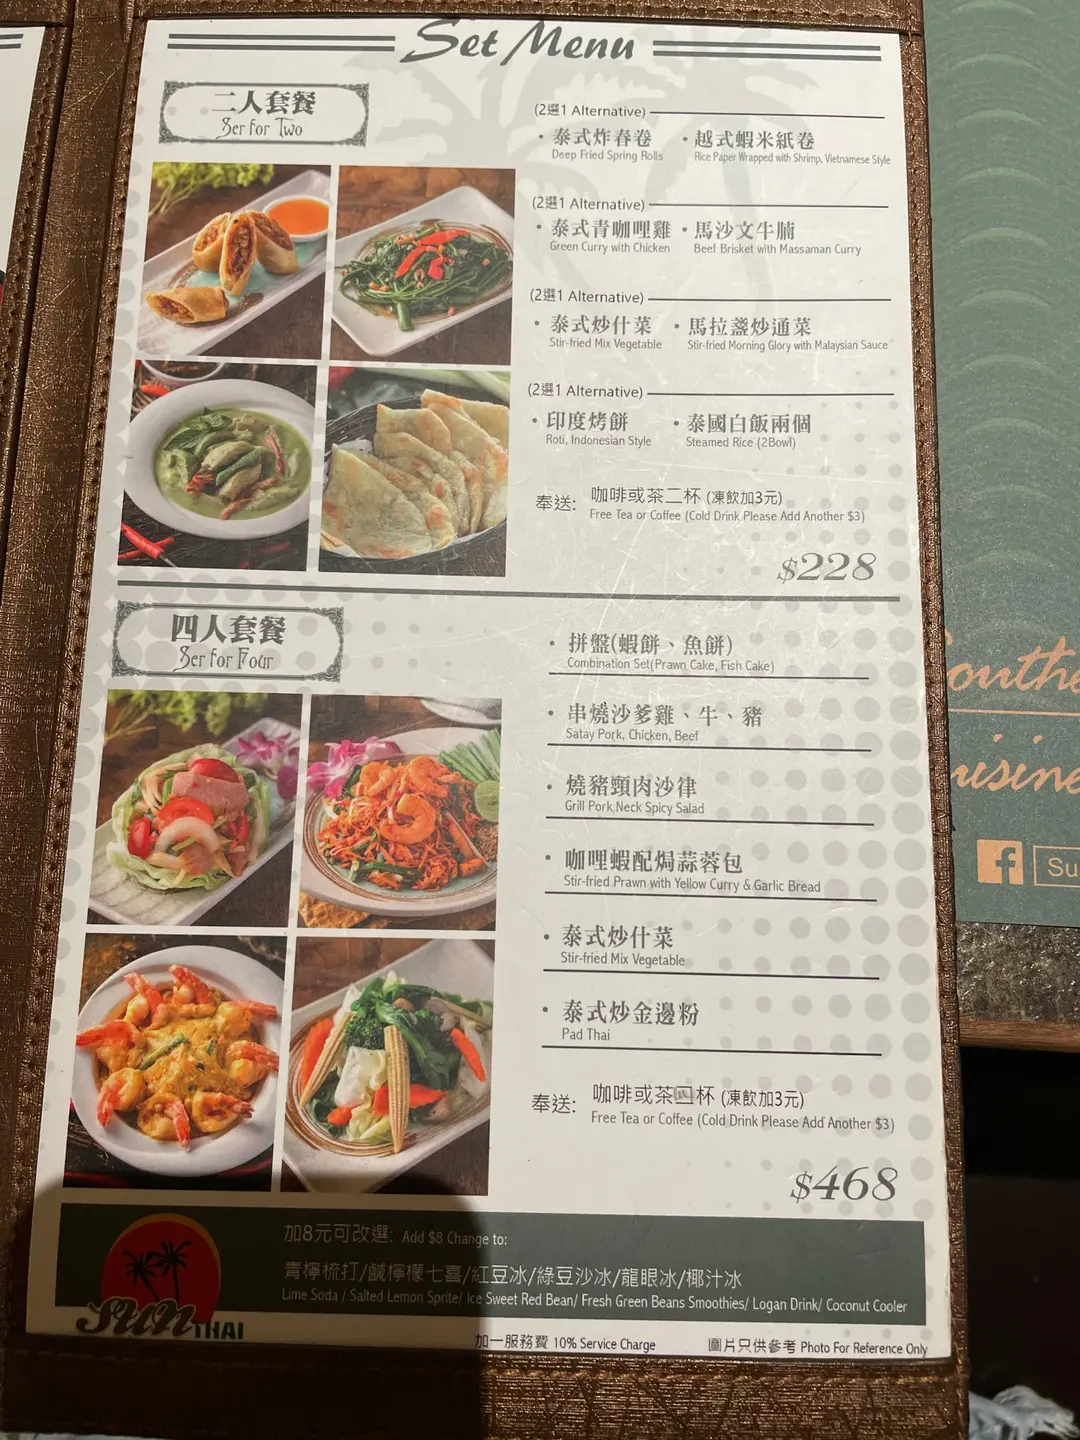 Set Menu
二人套餐
Ser for Two
(2選1 Alternative)
• 泰式炸春卷 • 越式蝦米紙卷
Deep Fried Spring Rolls Rice Paper Wrapped with Shrimp, Vietnamese Style
(2選1 Alternative)
• 泰式青咖哩雞 • 馬沙文牛腩
Green Curry with Chicken Beef Brisket with Massaman Curry
(2選1 Alternative)
• 泰式炒什菜 • 馬拉盞炒通菜
Stir-fried Mix Vegetable Stir-fried Morning Glory with Malaysian Sauce
(2選1 Alternative)
• 印度烤餅 • 泰國白飯兩個
Roti, Indonesian Style Steamed Rice (2Bowl)
奉送: 咖啡或茶二杯 (凍飲加3元)
Free Tea or Coffee (Cold Drink Please Add Another $3)
$228
四人套餐
Ser for Four
• 拼盤(蝦餅、魚餅)
Combination Set(Prawn Cake, Fish Cake)
• 串燒沙爹雞、牛、豬
Satay Pork, Chicken, Beef
• 燒豬頸肉沙律
Grill Pork Neck Spicy Salad
• 咖哩蝦配焗蒜蓉包
Stir-fried Prawn with Yellow Curry & Garlic Bread
• 泰式炒什菜
Stir-fried Mix Vegetable
• 泰式炒金邊粉
Pad Thai
奉送: 咖啡或茶四杯 (凍飲加3元)
Free Tea or Coffee (Cold Drink Please Add Another $3)
$468
加8元可改選: Add $8 Change to:
青檸梳打/鹹檸檬七喜/紅豆冰/綠豆沙冰/龍眼冰/椰汁冰
Lime Soda / Salted Lemon Sprite/ Ice Sweet Red Bean/ Fresh Green Beans Smoothies/ Logan Drink/ Coconut Cooler
SUN THAI
加一服務費 10% Service Charge
圖片只供參考 Photo For Reference Only
f Su